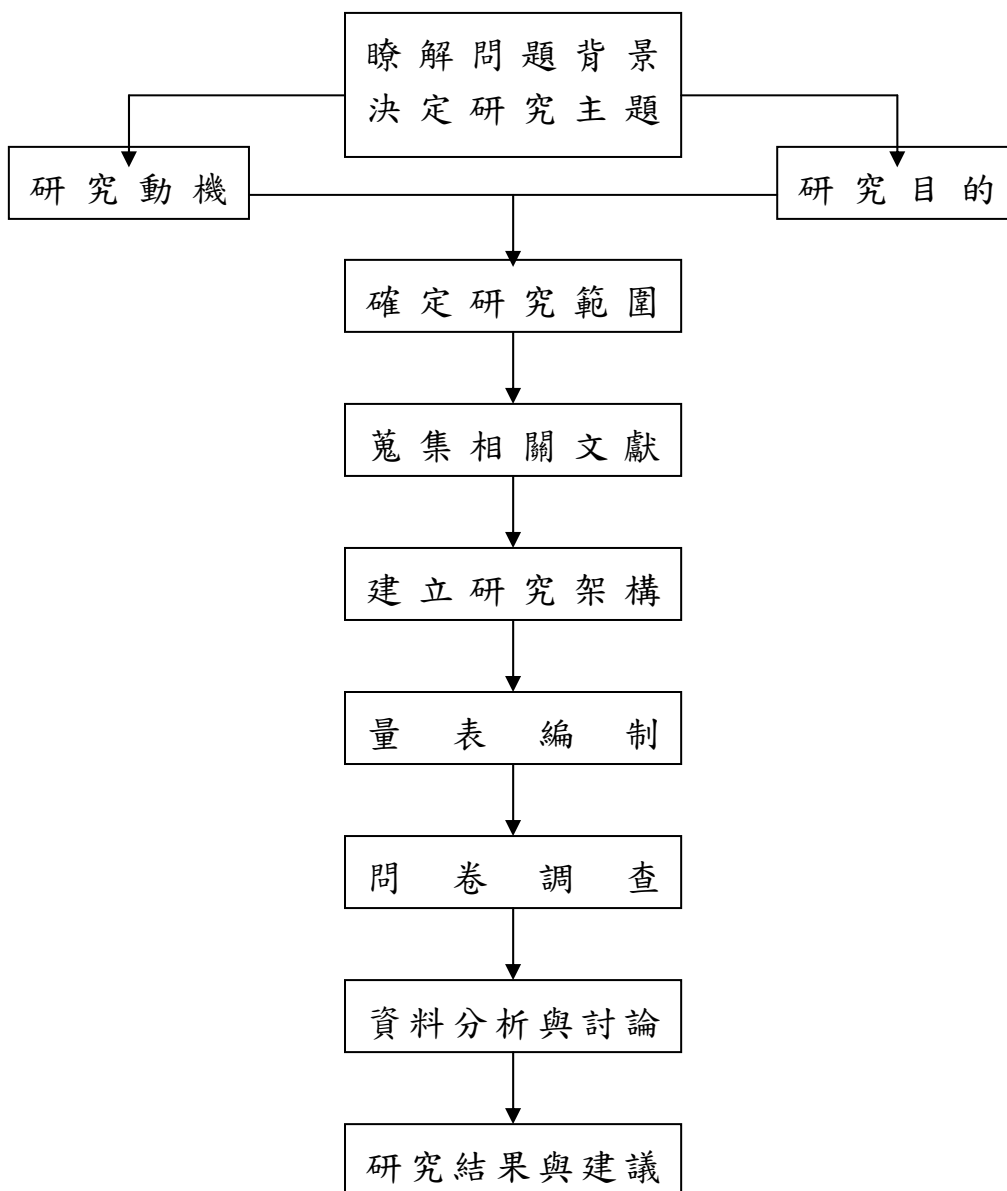 瞭解問題背景
決定研究主題
研究動機
研究目的
確定研究範圍
蒐集相關文獻
建立研究架構
量表編制
問卷調查
資料分析與討論
研究結果與建議